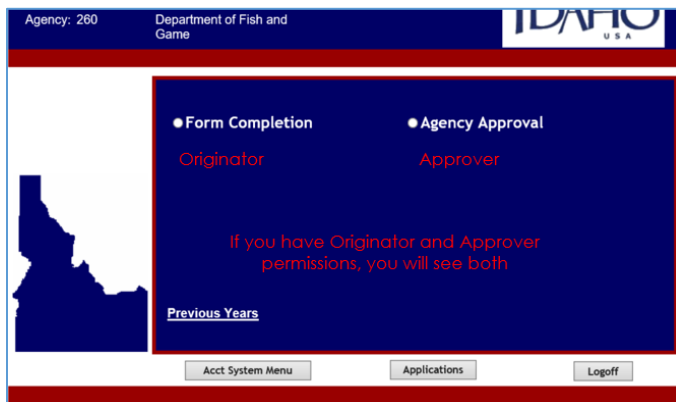 Agency: 260
Department of Fish and
Game
IDAHO
USA
Form Completion
Agency Approval
Originator
Approver
If you have Originator and Approver
permissions, you will see both
Previous Years
Acct System Menu
Applications
Logoff